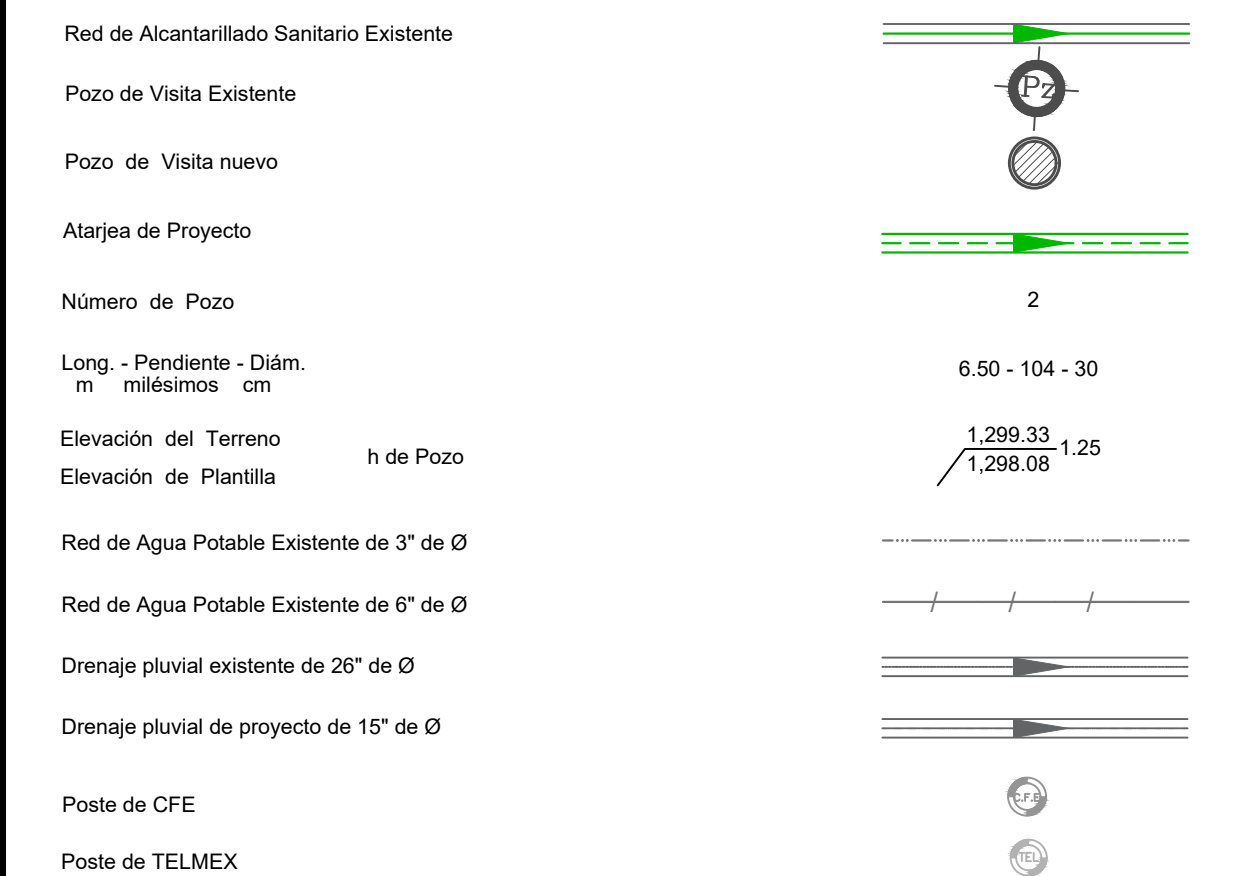 Red de Alcantarillado Sanitario Existente
Pozo de Visita Existente
Pz
Pozo de Visita nuevo
Atarjea de Proyecto
Número de Pozo
2
Long. - Pendiente - Diám.
m milésimos cm
6.50 - 104 - 30
Elevación del Terreno
Elevación de Plantilla
h de Pozo
1,299.33
1,298.08
1.25
Red de Agua Potable Existente de 3" de Ø
Red de Agua Potable Existente de 6" de Ø
Drenaje pluvial existente de 26" de Ø
Drenaje pluvial de proyecto de 15" de Ø
Poste de CFE
C.F.E
Poste de TELMEX
TEL